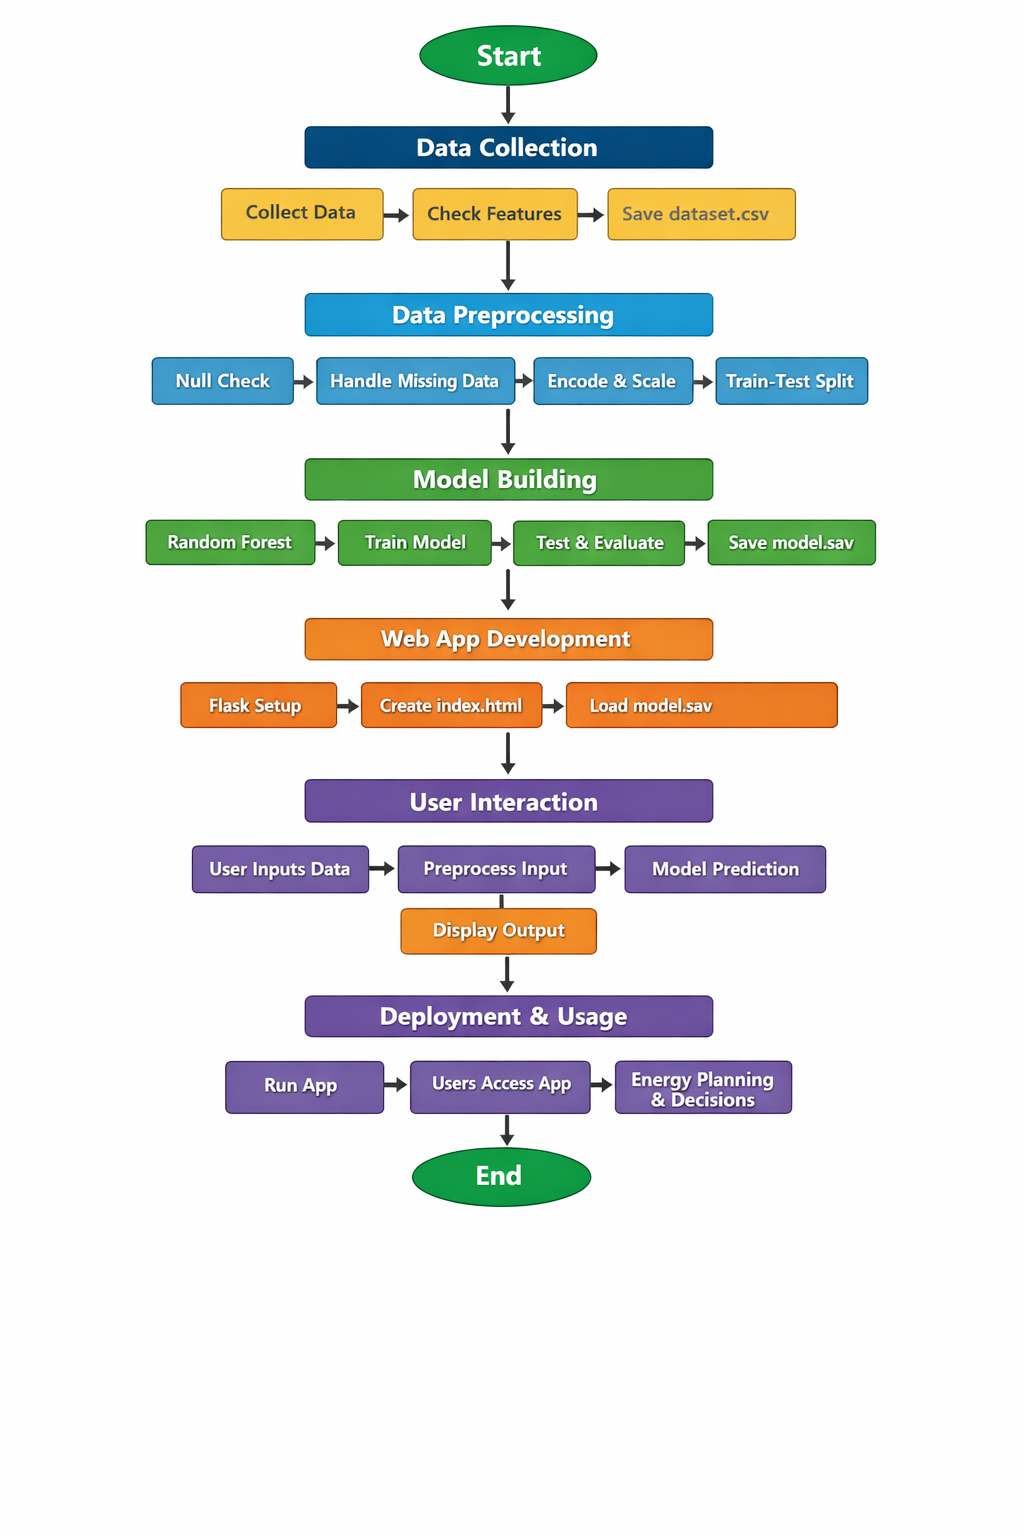 Start
Data Collection
Collect Data
Check Features
Save dataset.csv
Data Preprocessing
Null Check
Handle Missing Data
Encode & Scale
Train-Test Split
Model Building
Random Forest
Train Model
Test & Evaluate
Save model.sav
Web App Development
Flask Setup
Create index.html
Load model.sav
User Interaction
User Inputs Data
Preprocess Input
Model Prediction
Display Output
Deployment & Usage
Run App
Users Access App
Energy Planning
& Decisions
End